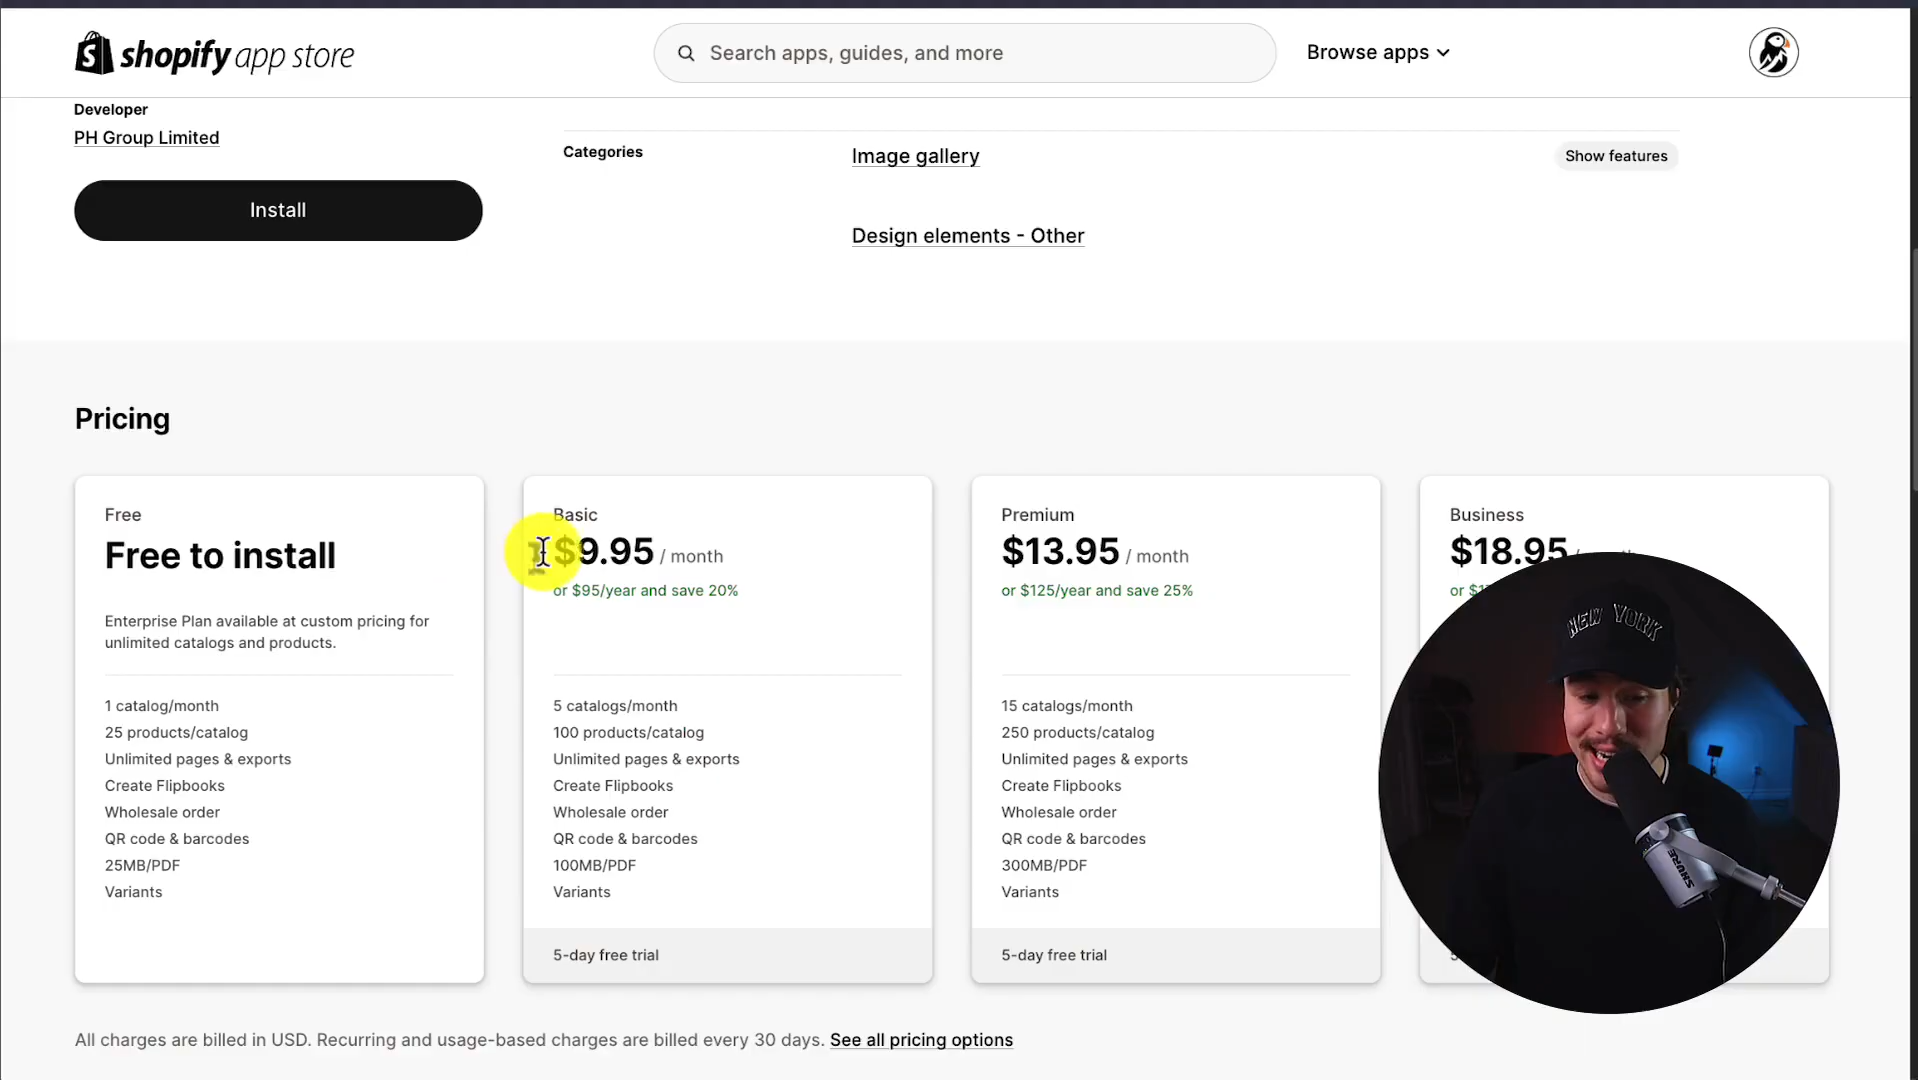 shopify app store
Search apps, guides, and more
Browse apps
Developer
PH Group Limited
Install
Categories
Image gallery
Show features
Design elements - Other
Pricing
Free
Free to install
Enterprise Plan available at custom pricing for
unlimited catalogs and products.
1 catalog/month
25 products/catalog
Unlimited pages & exports
Create Flipbooks
Wholesale order
QR code & barcodes
25MB/PDF
Variants
Basic
$9.95 / month
or $95/year and save 20%
5 catalogs/month
100 products/catalog
Unlimited pages & exports
Create Flipbooks
Wholesale order
QR code & barcodes
100MB/PDF
Variants
5-day free trial
Premium
$13.95 / month
or $125/year and save 25%
15 catalogs/month
250 products/catalog
Unlimited pages & exports
Create Flipbooks
Wholesale order
QR code & barcodes
300MB/PDF
Variants
5-day free trial
Business
$18.95
or
NEW YORK
SHURE
All charges are billed in USD. Recurring and usage-based charges are billed every 30 days. See all pricing options